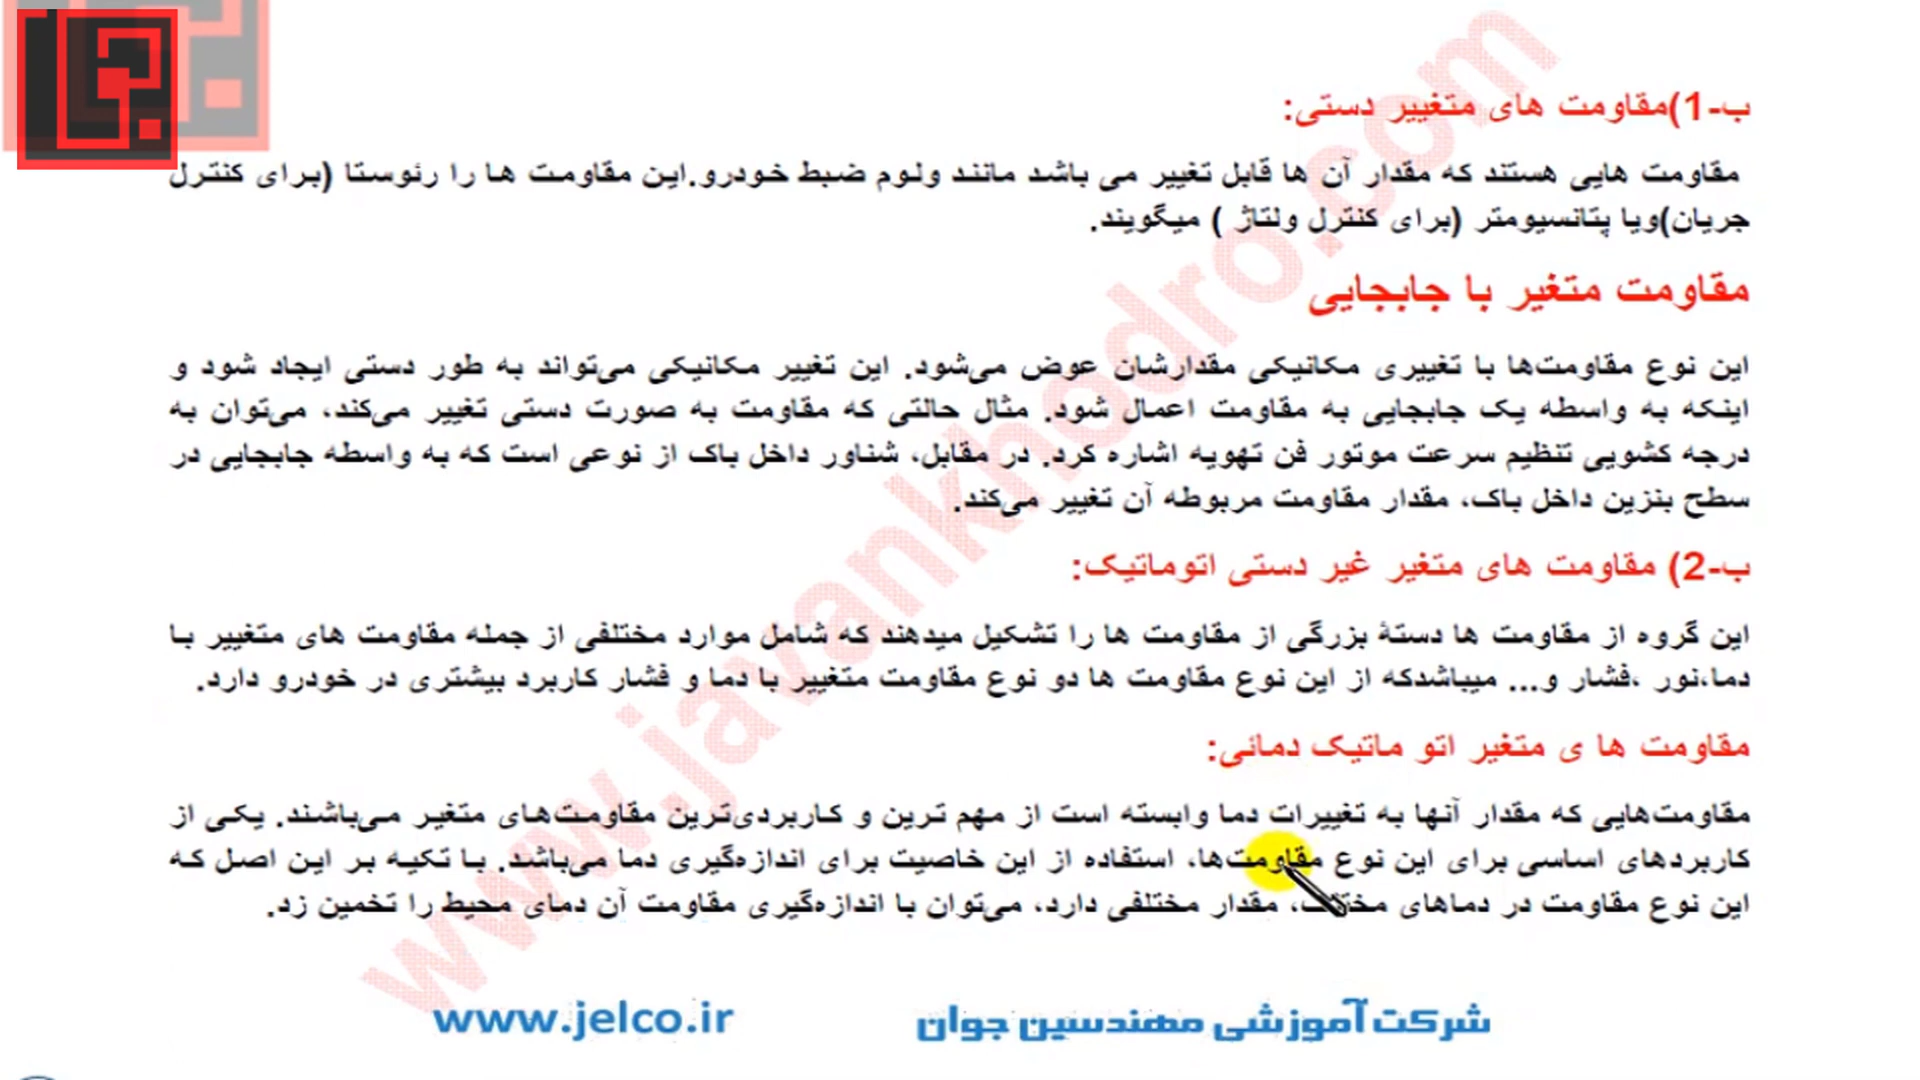 ب-1)مقاومت های متغییر دستی:
مقاومت هایی هستند که مقدار آن ها قابل تغییر می باشد مانند ولوم ضبط خودرو.این مقاومت ها را رئوستا (برای کنترل
جریان)ویا پتانسیومتر (برای کنترل ولتاژ ) میگویند.
مقاومت متغیر با جابجایی
این نوع مقاومت‌ها با تغییری مکانیکی مقدارشان عوض می‌شود. این تغییر مکانیکی می‌تواند به طور دستی ایجاد شود و
اینکه به واسطه یک جابجایی به مقاومت اعمال شود. مثال حالتی که مقاومت به صورت دستی تغییر می‌کند، می‌توان به
درجه کشویی تنظیم سرعت موتور فن تهویه اشاره کرد. در مقابل، شناور داخل باک از نوعی است که به واسطه جابجایی در
سطح بنزین داخل باک، مقدار مقاومت مربوطه آن تغییر می‌کند.
ب-2) مقاومت های متغیر غیر دستی اتوماتیک:
این گروه از مقاومت ها دستهٔ بزرگی از مقاومت ها را تشکیل میدهند که شامل موارد مختلفی از جمله مقاومت های متغییر با
دما،نور ،فشار و... میباشدکه از این نوع مقاومت ها دو نوع مقاومت متغییر با دما و فشار کاربرد بیشتری در خودرو دارد.
مقاومت ها ی متغیر اتو ماتیک دمائی:
مقاومت‌هایی که مقدار آنها به تغییرات دما وابسته است از مهم ترین و کاربردی‌ترین مقاومت‌های متغیر می‌باشند. یکی از
کاربردهای اساسی برای این نوع مقاومت‌ها، استفاده از این خاصیت برای اندازه‌گیری دما می‌باشد. با تکیه بر این اصل که
این نوع مقاومت در دماهای مختلف، مقدار مختلفی دارد، می‌توان با اندازه‌گیری مقاومت آن دمای محیط را تخمین زد.
www.javankhodro.com
شرکت آموزشی مهندسین جوان
www.jelco.ir